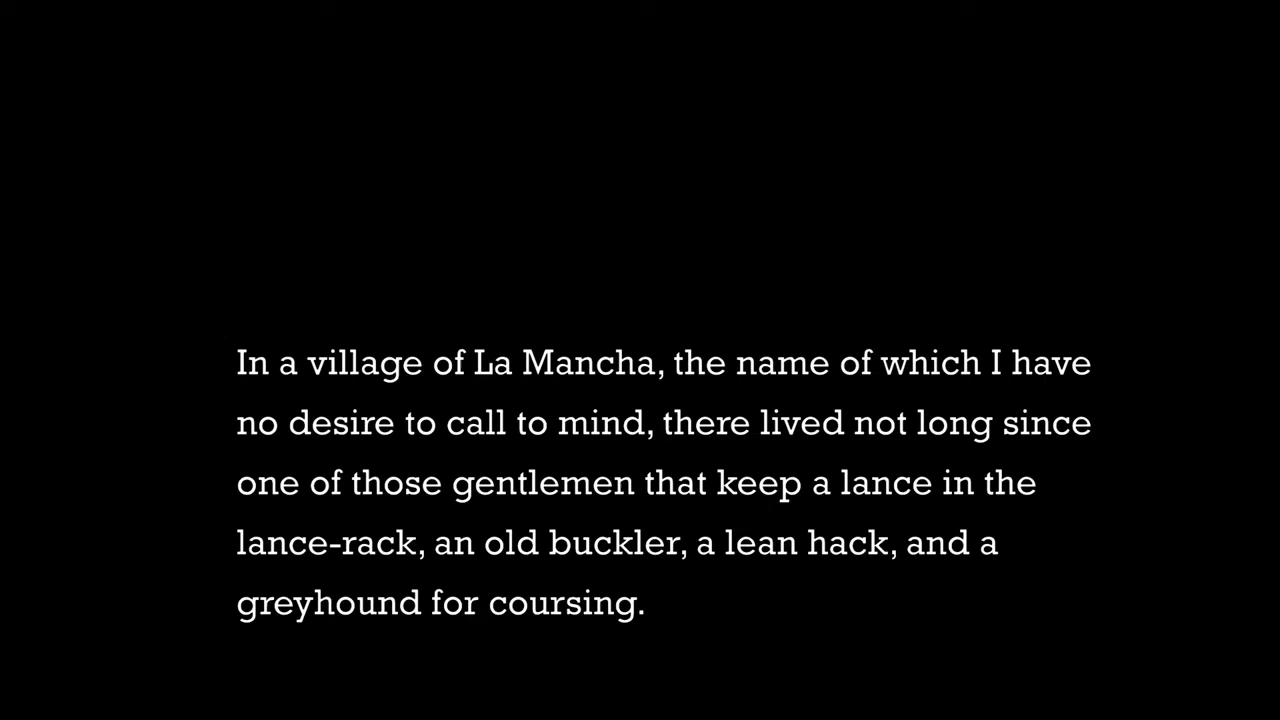 In a village of La Mancha, the name of which I have
no desire to call to mind, there lived not long since
one of those gentlemen that keep a lance in the
lance-rack, an old buckler, a lean hack, and a
greyhound for coursing.